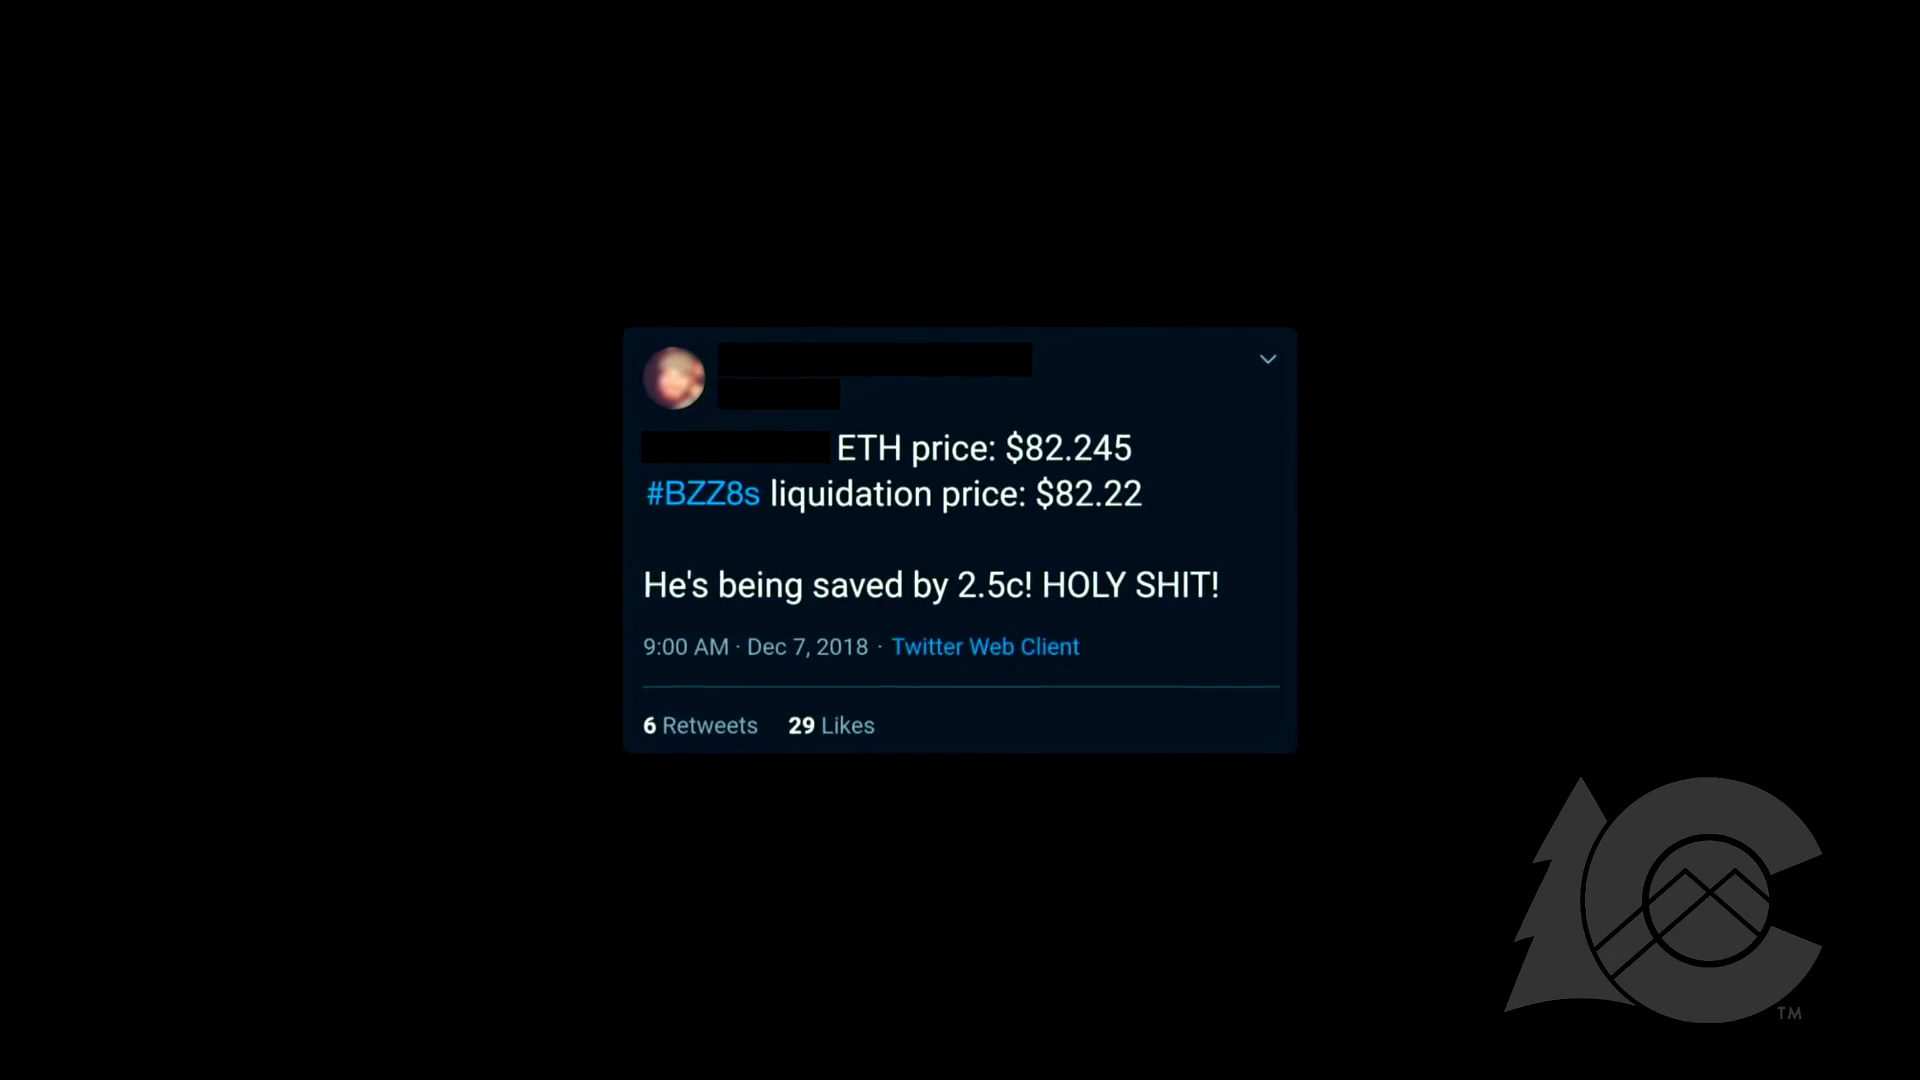 ETH price: $82.245
#BZZ8s liquidation price: $82.22
He's being saved by 2.5c! HOLY SHIT!
9:00 AM · Dec 7, 2018 · Twitter Web Client
6 Retweets 29 Likes
TM